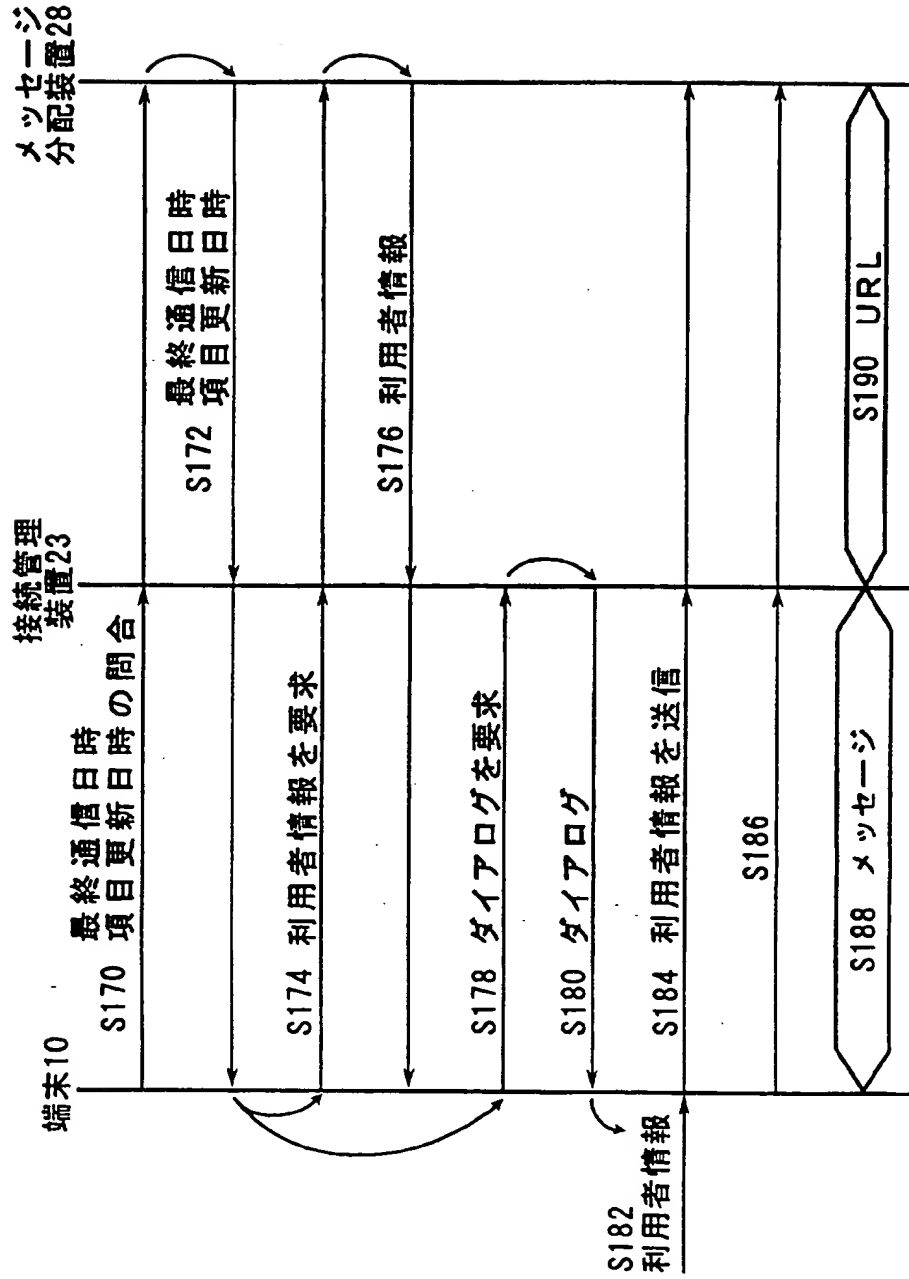 端末10
接続管理
装置23
メッセージ
分配装置28
最終通信日時
S170 項目更新日時の問合
最終通信日時
S172 項目更新日時
S174 利用者情報を要求
S176 利用者情報
S178 ダイアログを要求
S180 ダイアログ
S182
利用者情報
S184 利用者情報を送信
S186
S188 メッセージ
S190 URL